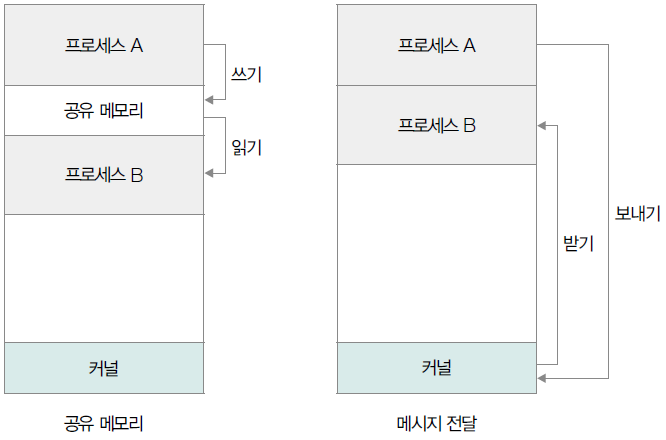 프로세스 A
쓰기
공유 메모리
읽기
프로세스 B
커널
공유 메모리
프로세스 A
프로세스 B
보내기
받기
커널
메시지 전달